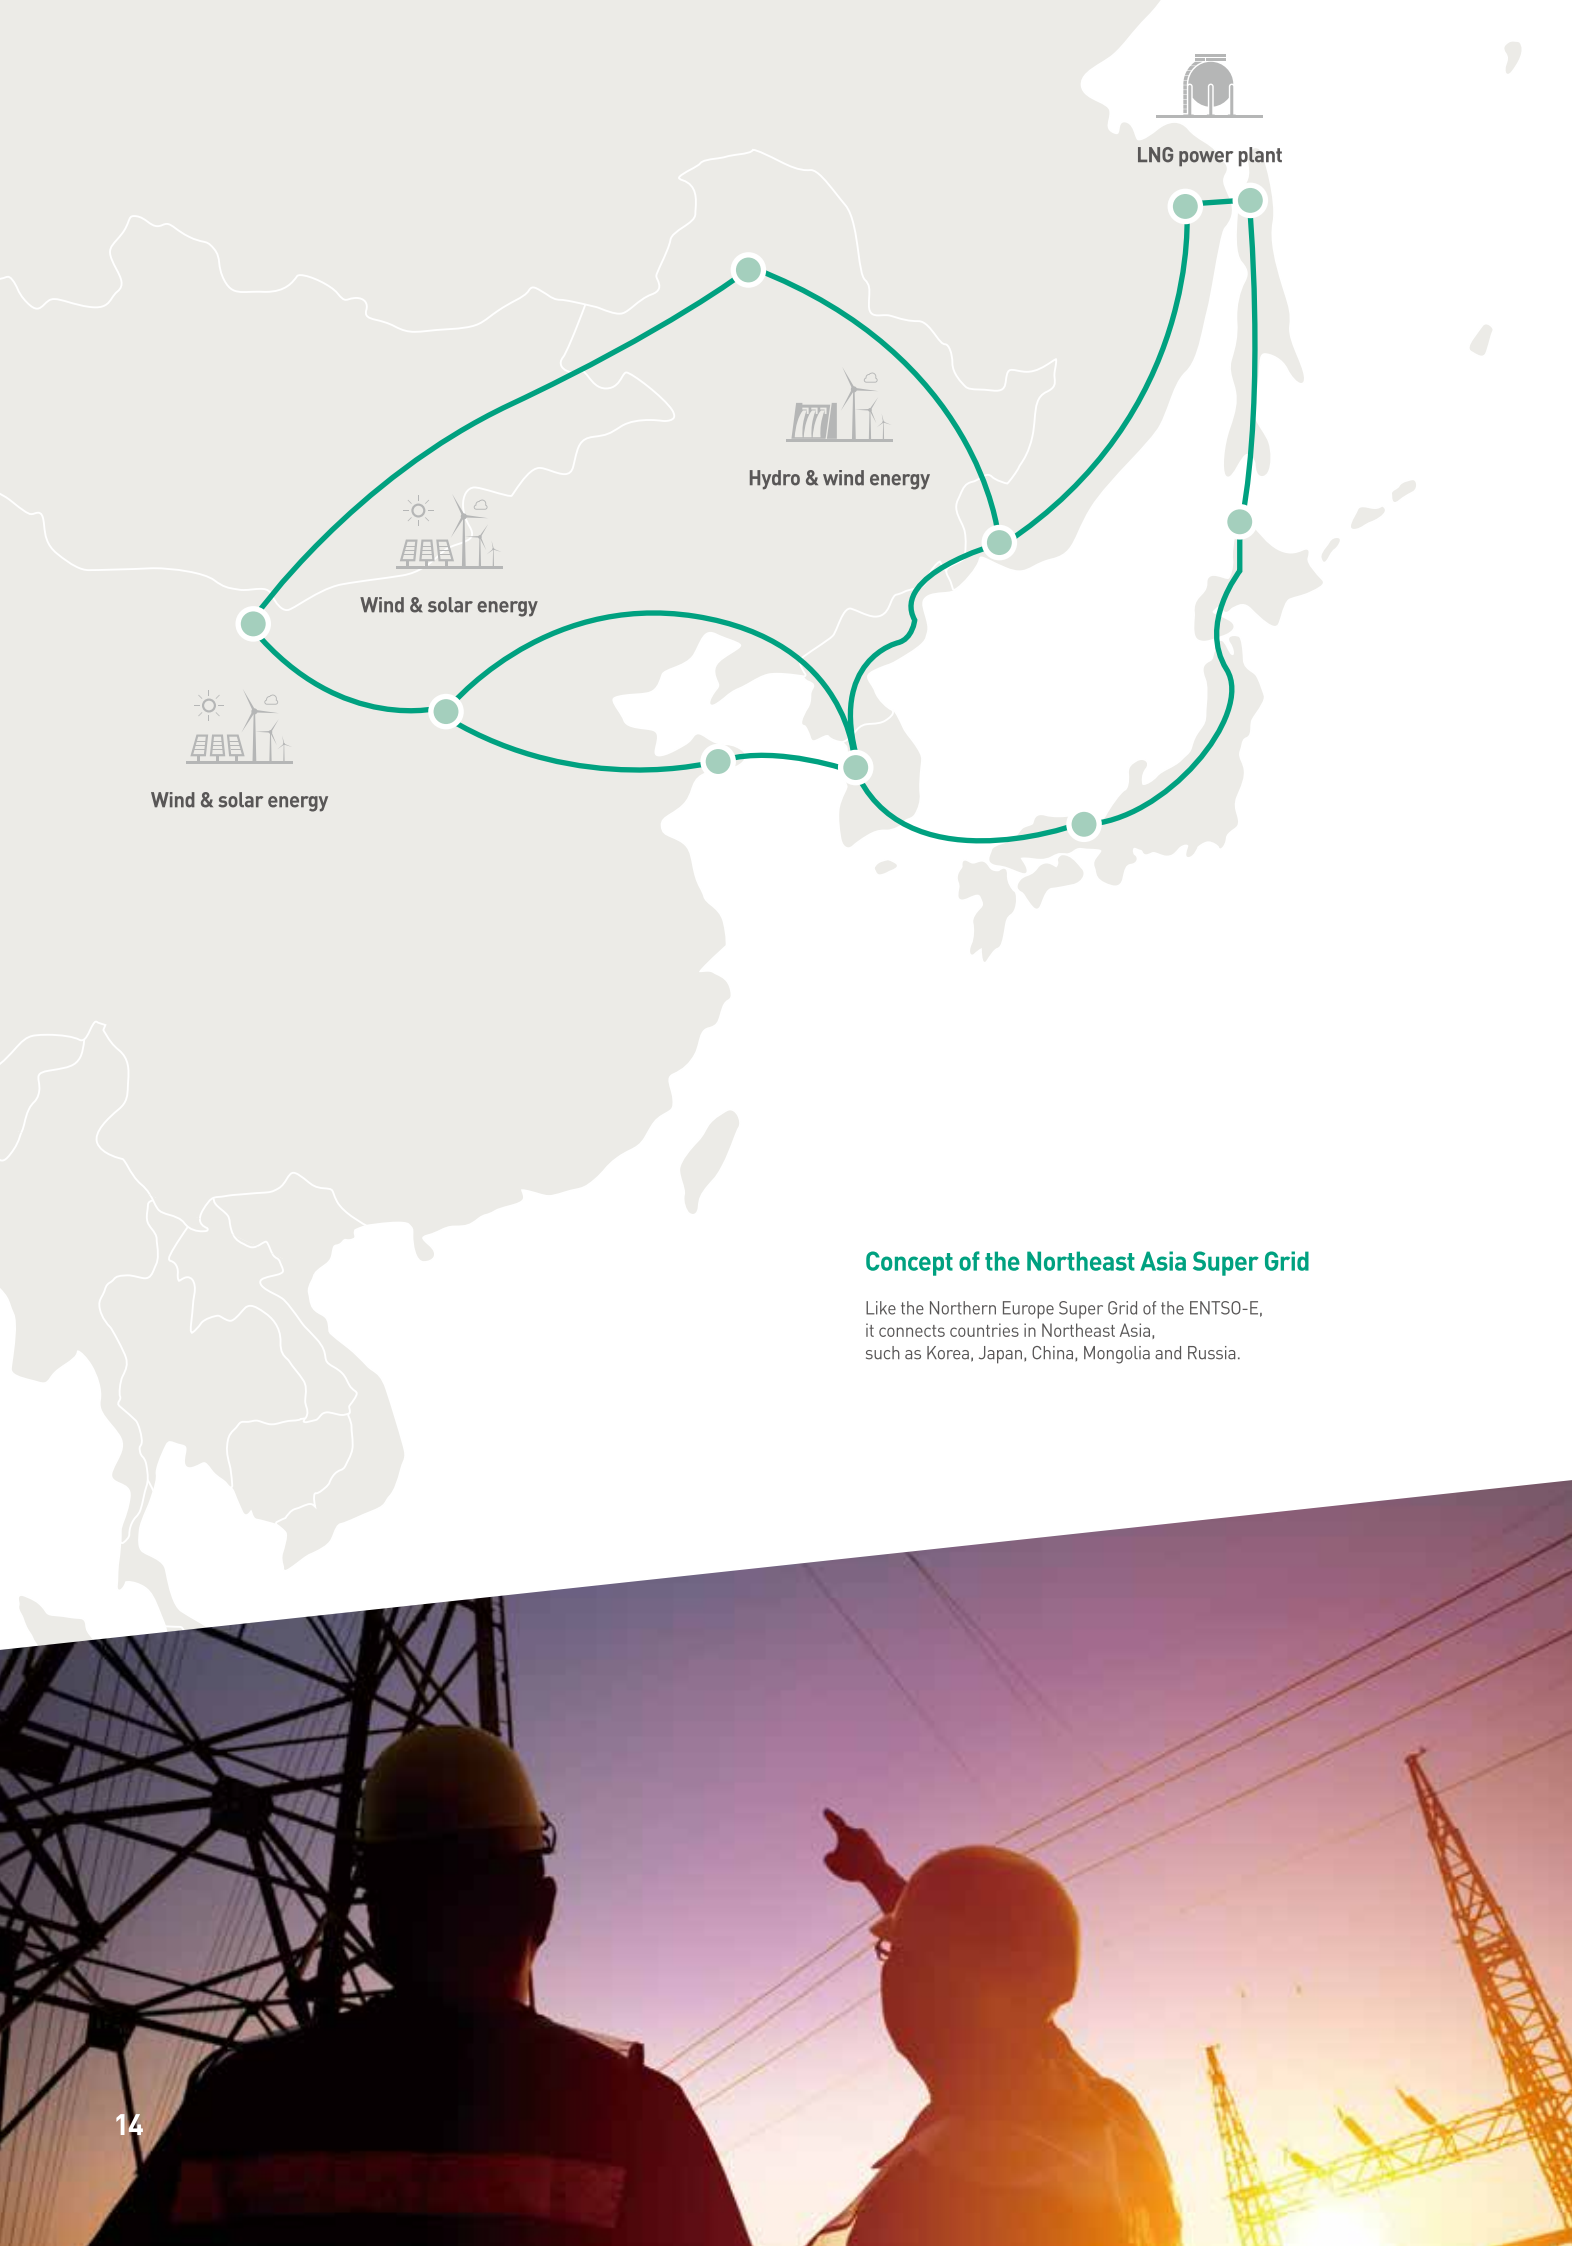 LNG power plant
Hydro & wind energy
Wind & solar energy
Wind & solar energy
Concept of the Northeast Asia Super Grid
Like the Northern Europe Super Grid of the ENTSO-E,
it connects countries in Northeast Asia,
such as Korea, Japan, China, Mongolia and Russia.
14